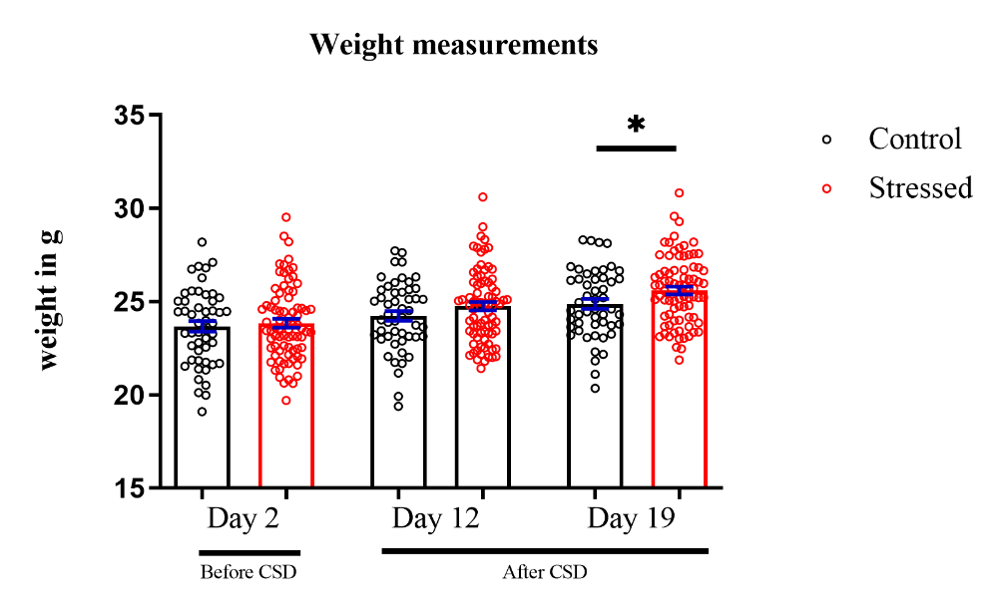 Weight measurements
*
35
30
25
20
15
weight in g
Control
Stressed
Day 2
Day 12
Day 19
Before CSD
After CSD